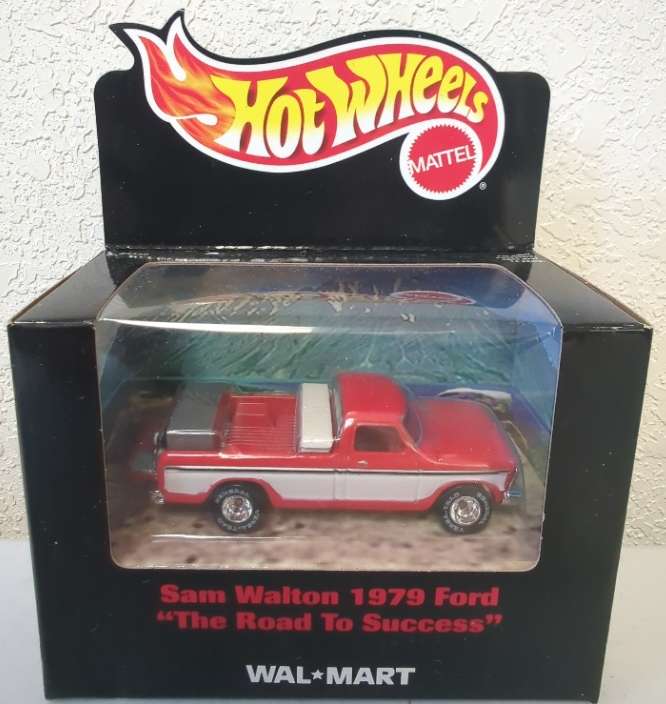 HOT WHEELS
MATTEL
®
Sam Walton 1979 Ford
"The Road To Success"
WAL★MART